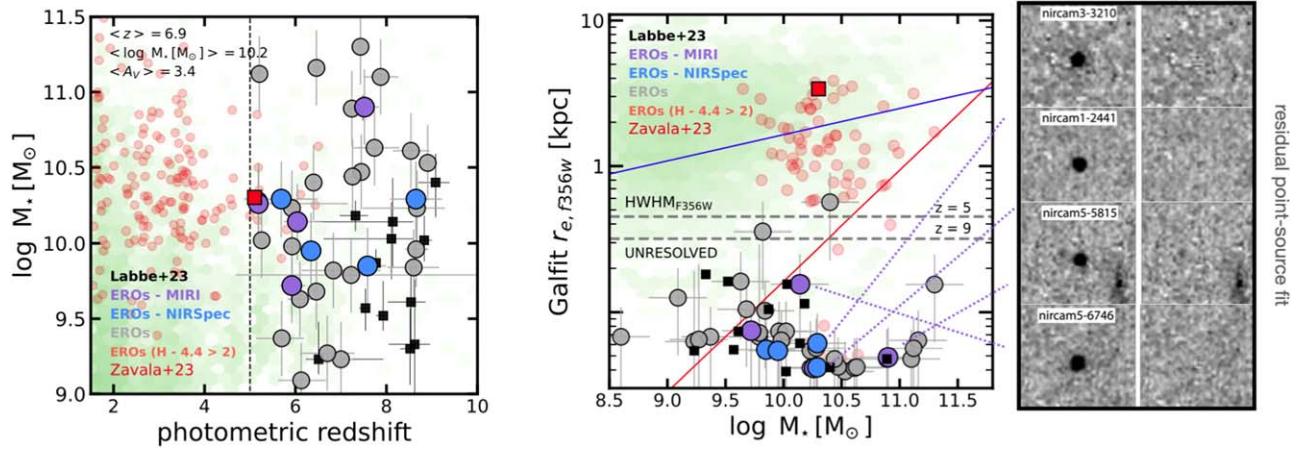 11.5
11.0
10.5
10.0
9.5
9.0
log M⋆ [M⊙]
< z > = 6.9
< log M⋆[M⊙] > = 10.2
< A_V > = 3.4
Labbe+23
EROs - MIRI
EROs - NIRSpec
EROs
EROs (H - 4.4 > 2)
Zavala+23
2 4 6 8 10
photometric redshift
10
1
Galfit r_e, f356w [kpc]
Labbe+23
EROs - MIRI
EROs - NIRSpec
EROs
EROs (H - 4.4 > 2)
Zavala+23
HWHM_F356W
z = 5
z = 9
UNRESOLVED
8.5 9.0 9.5 10.0 10.5 11.0 11.5
log M⋆ [M⊙]
nircam3-3210
nircam1-2441
nircam5-5815
nircam5-6746
residual point-source fit